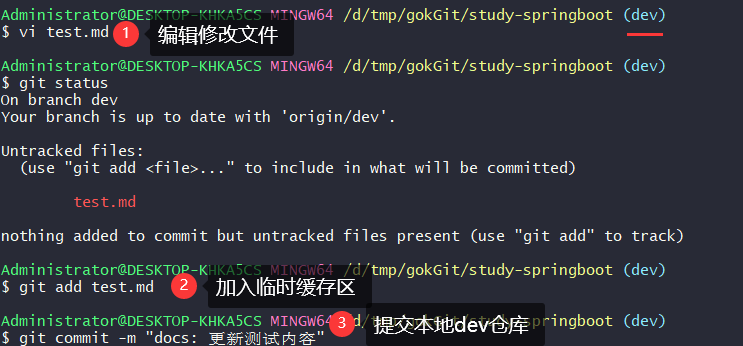 Administrator@DESKTOP-KHKA5CS MINGW64 /d/tmp/gokGit/study-springboot (dev)
$ vi test.md 1 编辑修改文件
Administrator@DESKTOP-KHKA5CS MINGW64 /d/tmp/gokGit/study-springboot (dev)
$ git status
On branch dev
Your branch is up to date with 'origin/dev'.
Untracked files:
(use "git add <file>..." to include in what will be committed)
test.md
nothing added to commit but untracked files present (use "git add" to track)
Administrator@DESKTOP-KHKA5CS MINGW64 /d/tmp/gokGit/study-springboot (dev)
$ git add test.md 2 加入临时缓存区
Administrator@DESKTOP-KHKA5CS MINGW64 /d/tmp/gokGit/study-springboot (dev)
$ git commit -m "docs: 更新测试内容" 3 提交本地dev仓库